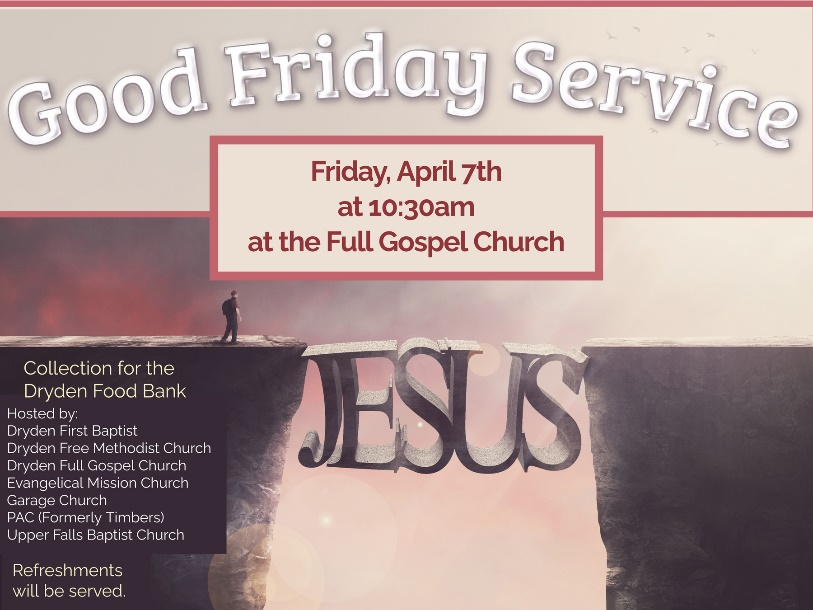 Good Friday Service
Friday, April 7th
at 10:30am
at the Full Gospel Church
JESUS
Collection for the
Dryden Food Bank
Hosted by:
Dryden First Baptist
Dryden Free Methodist Church
Dryden Full Gospel Church
Evangelical Mission Church
Garage Church
PAC (Formerly Timbers)
Upper Falls Baptist Church
Refreshments
will be served.